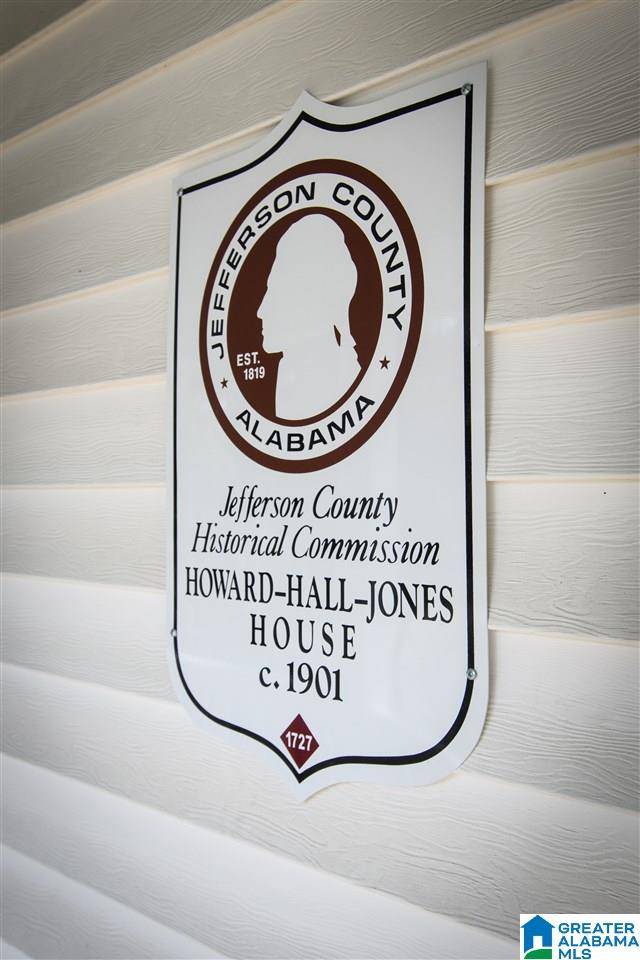 JEFFERSON COUNTY
EST.
1819
ALABAMA
Jefferson County
Historical Commission
HOWARD-HALL-JONES
HOUSE
c. 1901
1727
GREATER
ALABAMA
MLS